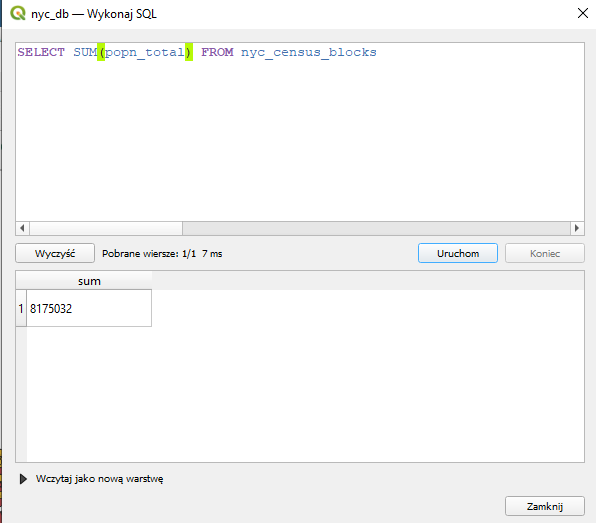 nyc_db — Wykonaj SQL
SELECT SUM(popn_total) FROM nyc_census_blocks
Wyczyść
Pobrane wiersze: 1/1 7 ms
Uruchom
Koniec
sum
1 8175032
Wczytaj jako nową warstwę
Zamknij